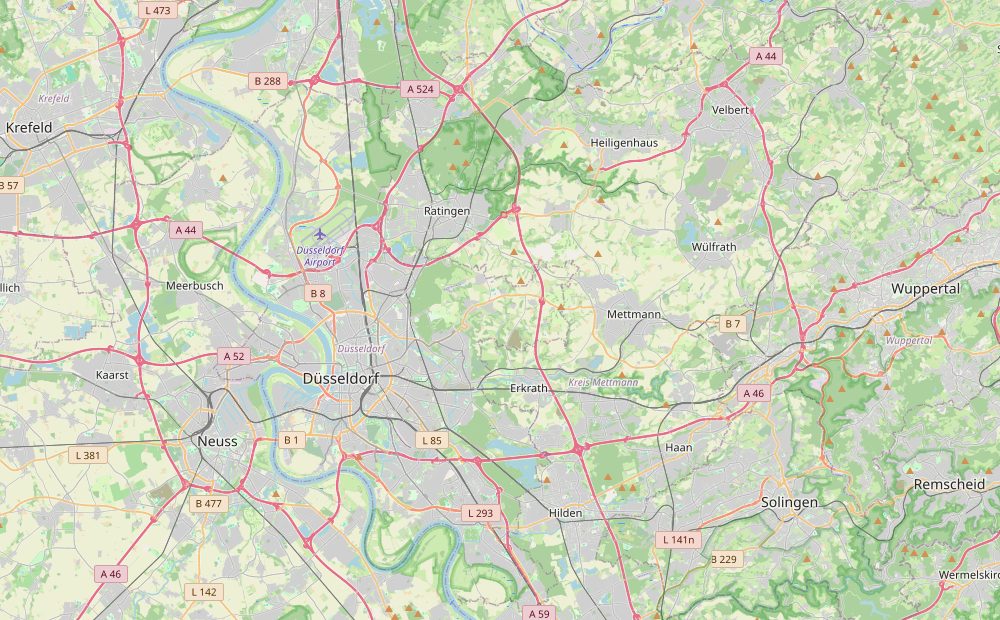 L 473
A 44
B 288
A 524
Krefeld
Velbert
Krefeld
Heiligenhaus
B 57
Ratingen
A 44
Düsseldorf
Airport
Wülfrath
Meerbusch
llich
B 8
Wuppertal
Mettmann
B 7
Wuppertal
Düsseldorf
A 52
Kaarst
Düsseldorf
Erkrath
Kreis Mettmann
A 46
Neuss
B 1
L 85
L 381
Haan
Remscheid
B 477
Solingen
L 293
Hilden
L 141n
B 229
A 46
Wermelskirc
L 142
A 59